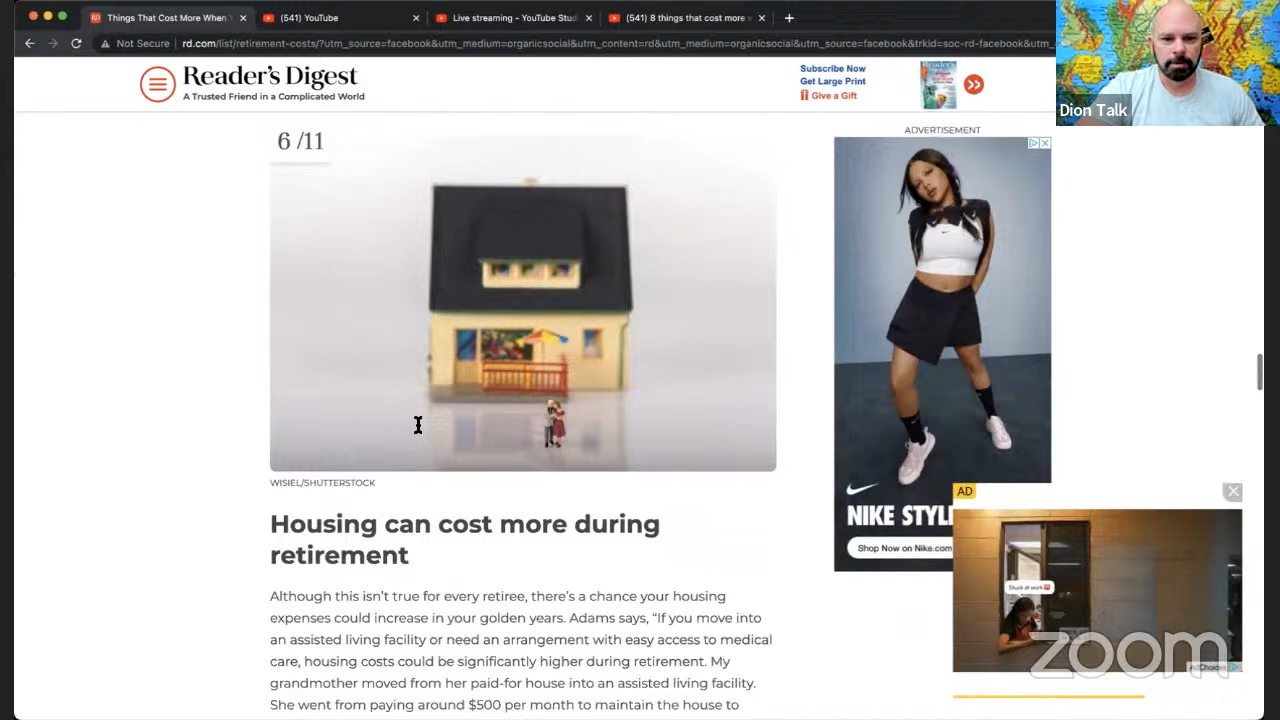 Things That Cost More When Y
(541) YouTube
Live streaming - YouTube Stud
(541) 8 things that cost more w
Not Secure
rd.com/list/retirement-costs/?utm_source=facebook&utm_medium=organicsocial&utm_content=rd&utm_medium=organicsocial&utm_source=facebook&trkid=soc-rd-facebook&utm_
Reader's Digest
A Trusted Friend in a Complicated World
Subscribe Now
Get Large Print
Give a Gift
Dion Talk
6 /11
ADVERTISEMENT
WISIEL/SHUTTERSTOCK
NIKE STYL
Shop Now on Nike.com
AD
Stuck at work
zoom
AdChoices
Housing can cost more during
retirement
Although this isn't true for every retiree, there's a chance your housing
expenses could increase in your golden years. Adams says, “If you move into
an assisted living facility or need an arrangement with easy access to medical
care, housing costs could be significantly higher during retirement. My
grandmother moved from her paid-for house into an assisted living facility.
She went from paying around $500 per month to maintain the house to